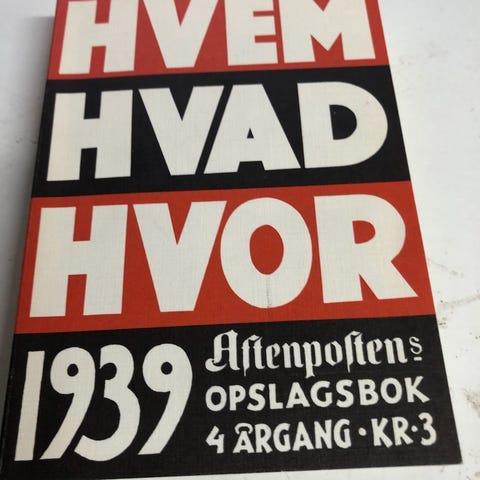 HVEM
HVAD
HVOR
1939
Aftenpostens
OPSLAGSBOK
4 ÅRGANG·KR·3